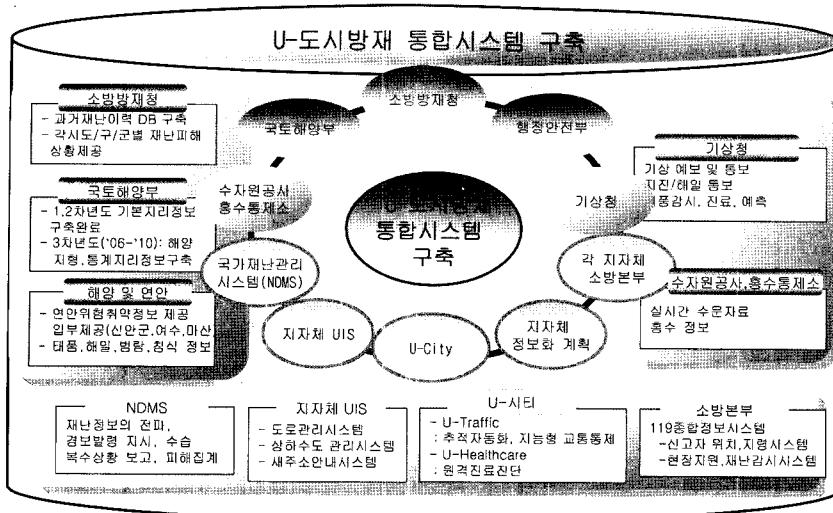 U-도시방재 통합시스템 구축
소방방재청
국토해양부
행정안전부
수자원공사
홍수통제소
기상청
국가재난관리
시스템(NDMS)
각 지자체
소방본부
지자체 UIS
U-City
지자체
정보화 계획
U-도시방재
통합시스템
구축
소방방재청
- 과거재난이력 DB 구축
- 각시도/구/군별 재난피해
상황제공
국토해양부
- 1,2차년도 기본지리정보
구축완료
- 3차년도('06-'10): 해양
지형,통계지리정보구축
해양 및 연안
- 연안위험취약정보 제공
입부제공(신안군,여수,마산)
- 태풍,해일,범람,침식 정보
기상청
기상 예보 및 통보
지진/해일 통보
태풍감시, 진료, 예측
수자원공사,홍수통제소
실시간 수문자료
홍수 정보
NDMS
재난정보의 전파,
경보발령 지시, 수습
복수상황 보고, 피해집계
지자체 UIS
- 도로관리시스템
- 상하수도 관리시스템
- 새주소안내시스템
U-시티
- U-Traffic
: 추적자동화, 지능형 교통통제
- U-Healthcare
: 원격진료진단
소방본부
119종합정보시스템
-신고자 위치,지령시스템
-현장지원,재난감시시스템